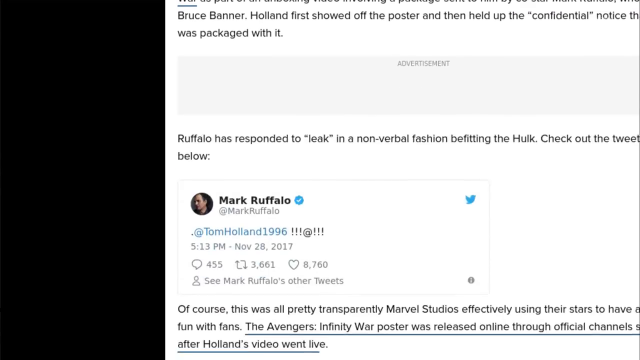 War as part of an unboxing video involving a package sent to him by co-star Mark Ruffalo, who
Bruce Banner. Holland first showed off the poster and then held up the “confidential” notice
was packaged with it.
ADVERTISEMENT
Ruffalo has responded to “leak” in a non-verbal fashion befitting the Hulk. Check out the tweet
below:
Mark Ruffalo
@MarkRuffalo
.@TomHolland1996 !!!@!!!
5:13 PM - Nov 28, 2017
455 3,661 8,760
See Mark Ruffalo's other Tweets
Of course, this was all pretty transparently Marvel Studios effectively using their stars to have a
fun with fans. The Avengers: Infinity War poster was released online through official channels
after Holland's video went live.